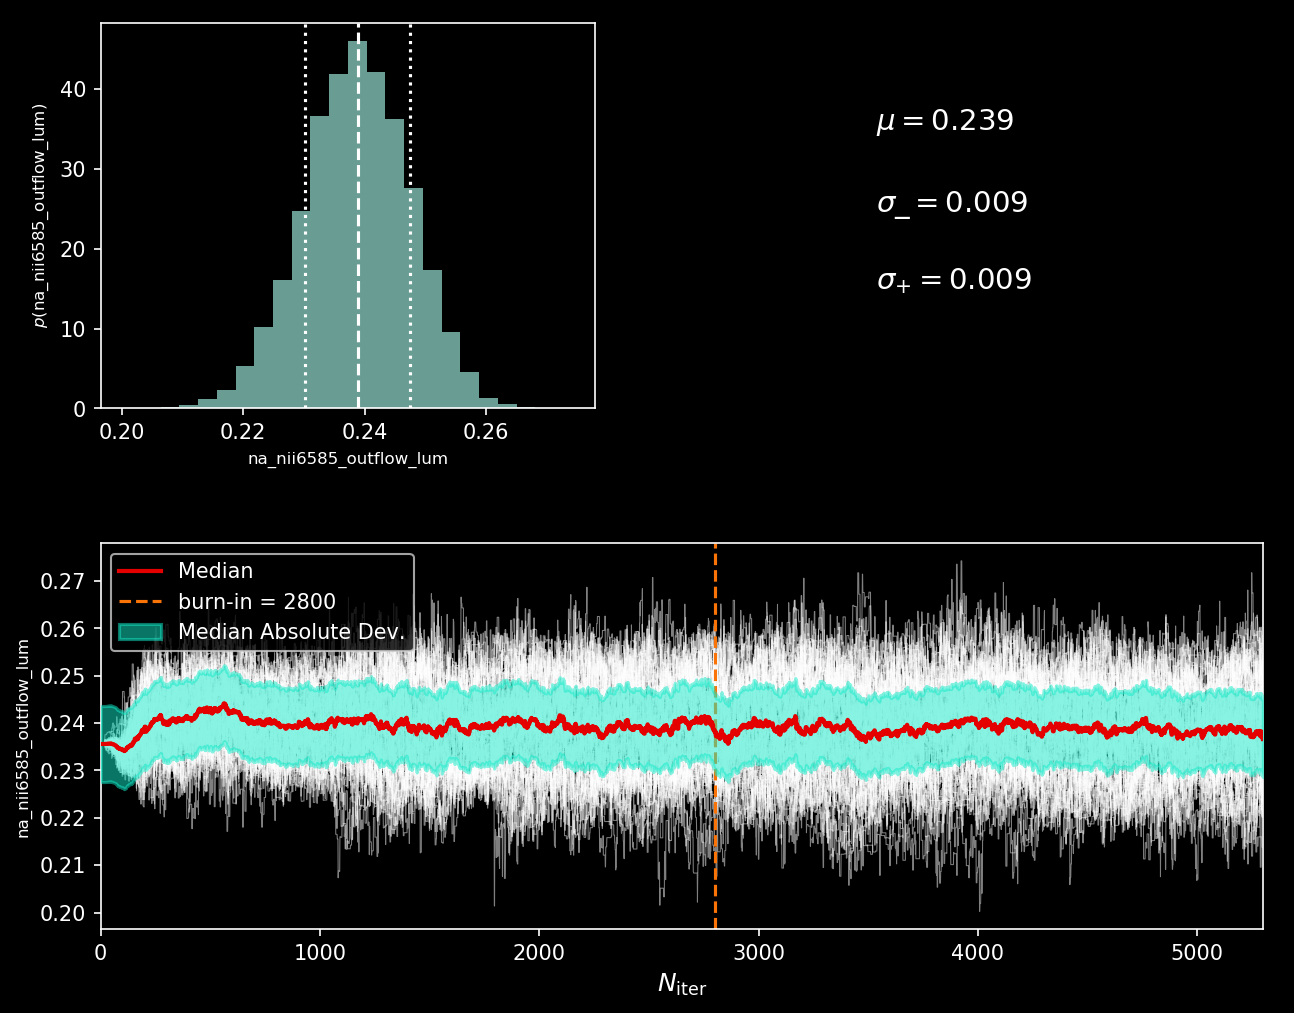 40
30
20
10
0
p(na_nii6585_outflow_lum)
0.20 0.22 0.24 0.26
na_nii6585_outflow_lum
μ = 0.239
σ₋ = 0.009
σ₊ = 0.009
Median
burn-in = 2800
Median Absolute Dev.
0.27
0.26
0.25
0.24
0.23
0.22
0.21
0.20
na_nii6585_outflow_lum
0 1000 2000 3000 4000 5000
N_iter